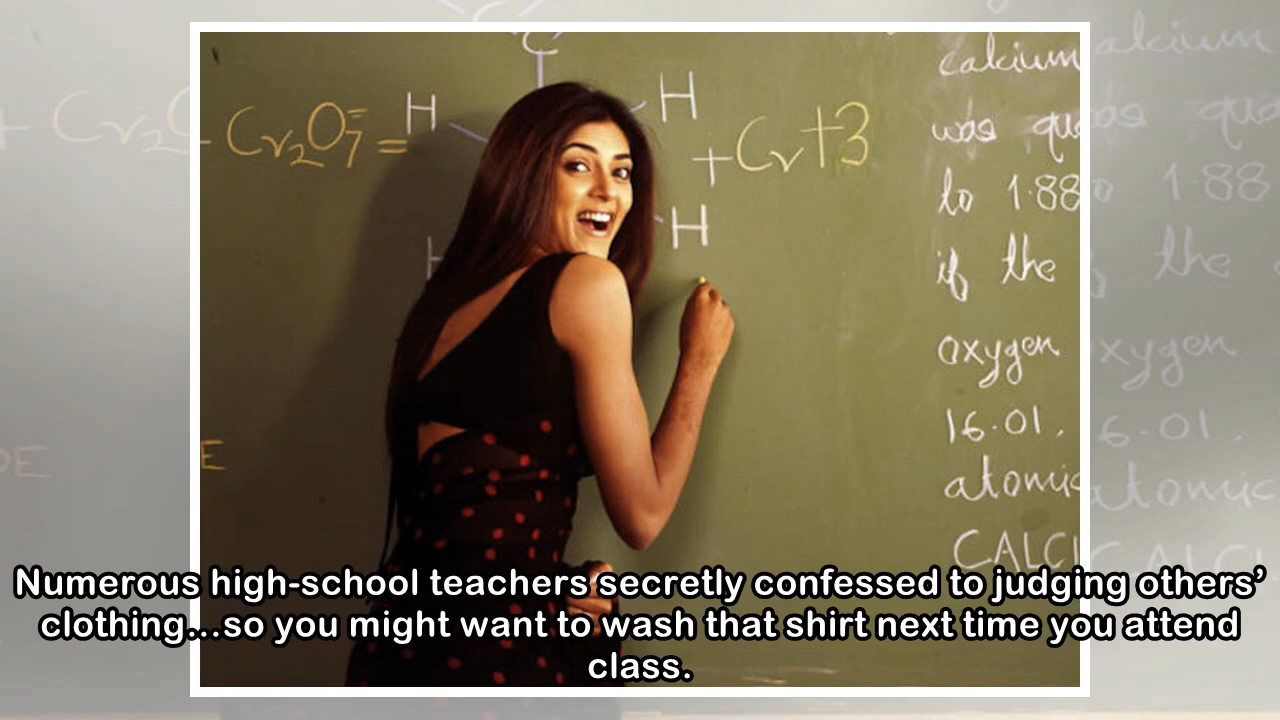 C
H
H
Cr2O7= =
+ Cr+3
H
H
E
calcium
was
to 1.88
if the
oxygen
16.01.
atomic
CALCI
Numerous high-school teachers secretly confessed to judging others’
clothing...so you might want to wash that shirt next time you attend
class.